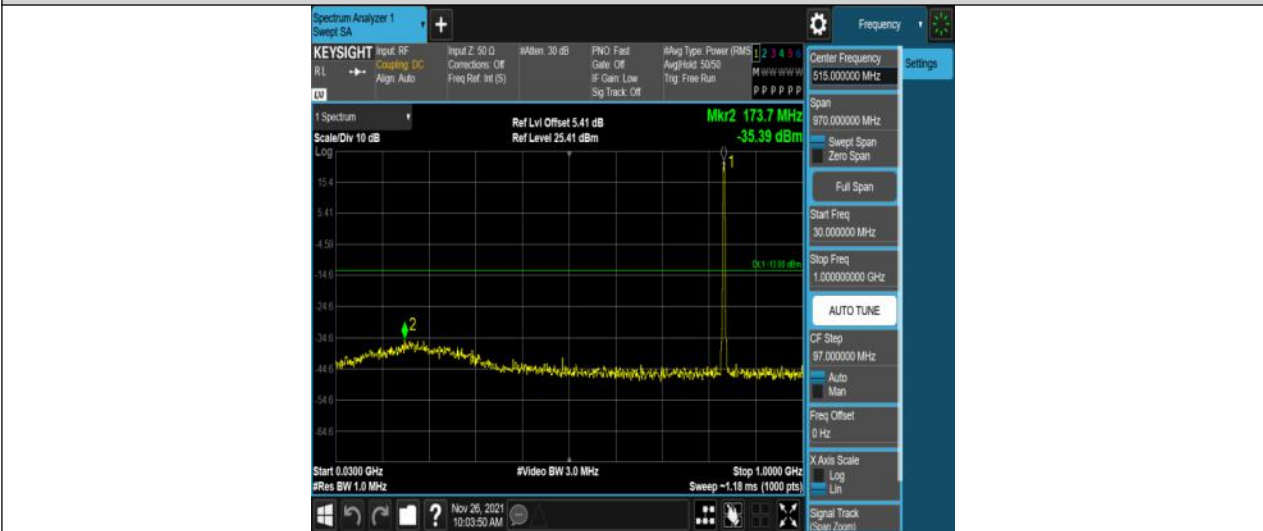 Spectrum Analyzer 1
Swept SA
+
Frequency
KEYSIGHT
Input: RF
Coupling: DC
Align: Auto
Input Z: 50 Ω
Corrections: Off
Freq Ref: Int (S)
#Atten: 30 dB
PNO: Fast
Gate: Off
IF Gain: Low
Sig Track: Off
#Avg Type: Power (RMS
Avg|Hold: 50/50
Trig: Free Run
1 2 3 4 5 6
M W W W W W
P P P P P P
R L
1 Spectrum
Scale/Div 10 dB
Log
Ref Lvl Offset 5.41 dB
Ref Level 25.41 dBm
Mkr2 173.7 MHz
-35.39 dBm
1
15.4
5.41
-4.59
DL1 -13.00 dBm
-14.6
-24.6
2
-34.6
-44.6
-54.6
-64.6
Start 0.0300 GHz
#Res BW 1.0 MHz
#Video BW 3.0 MHz
Stop 1.0000 GHz
Sweep ~1.18 ms (1000 pts)
?
Nov 26, 2021
10:03:50 AM
Center Frequency
515.000000 MHz
Settings
Span
970.000000 MHz
Swept Span
Zero Span
Full Span
Start Freq
30.000000 MHz
Stop Freq
1.000000000 GHz
AUTO TUNE
CF Step
97.000000 MHz
Auto
Man
Freq Offset
0 Hz
X Axis Scale
Log
Lin
Signal Track
(Span Zoom)